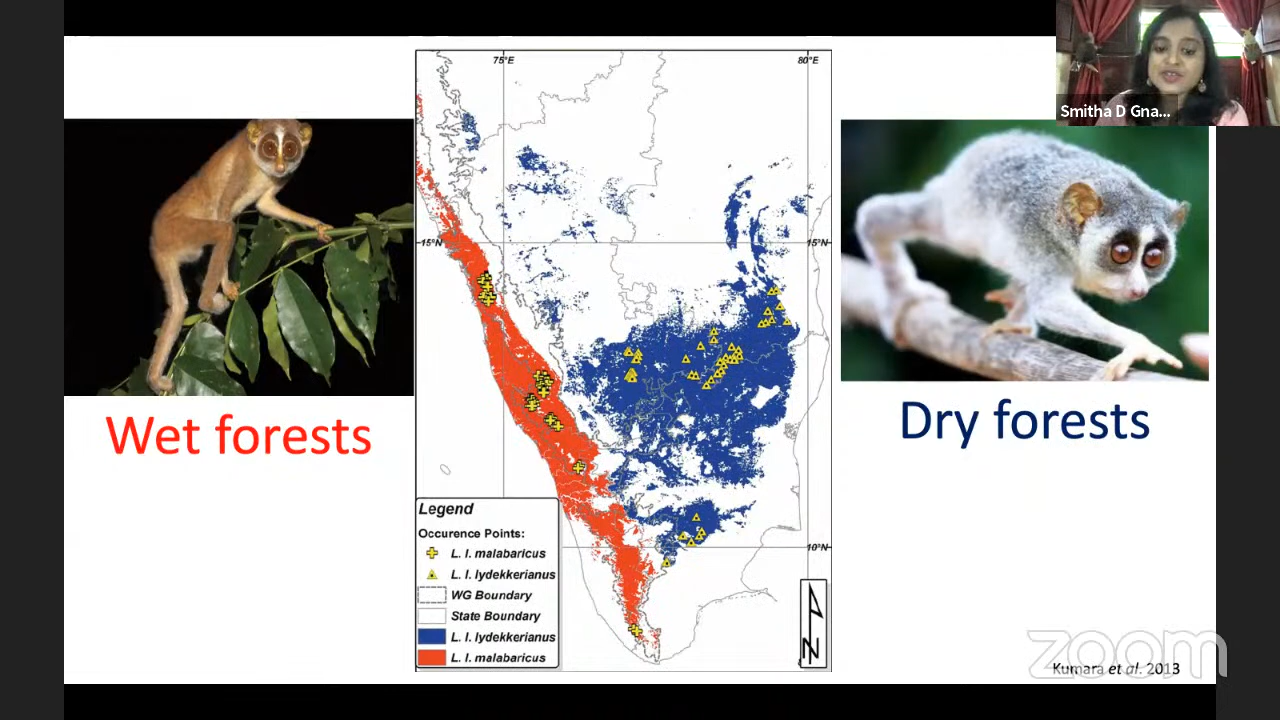 75°E
80°E
Smitha D Gna...
15°N
15°N
Wet forests
Dry forests
Legend
Occurence Points:
L. l. malabaricus
L. l. lydekkerianus
WG Boundary
State Boundary
L. l. lydekkerianus
L. l. malabaricus
10°N
N
zoom
Kumara et al. 2013